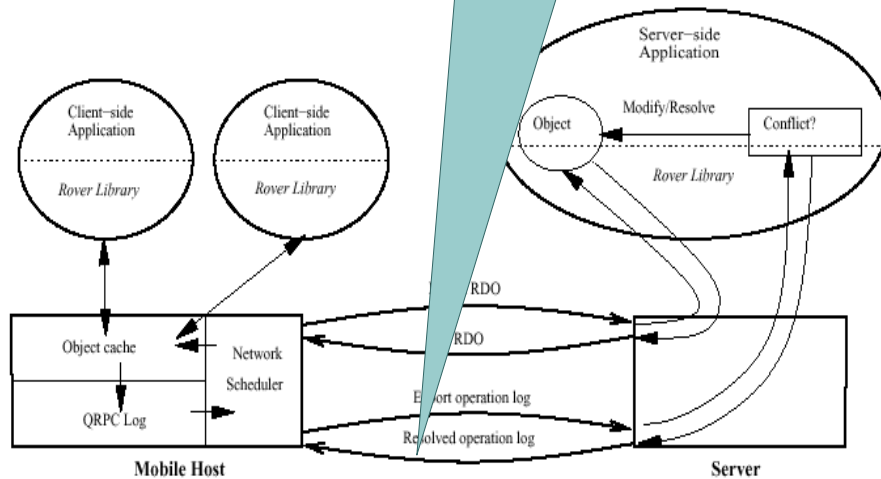 Server-side
Application
Client-side
Application
Client-side
Application
Object
Modify/Resolve
Conflict?
Rover Library
Rover Library
Rover Library
RDO
RDO
Object cache
Network
Scheduler
QRPC Log
operation log
Resolved operation log
Mobile Host
Server